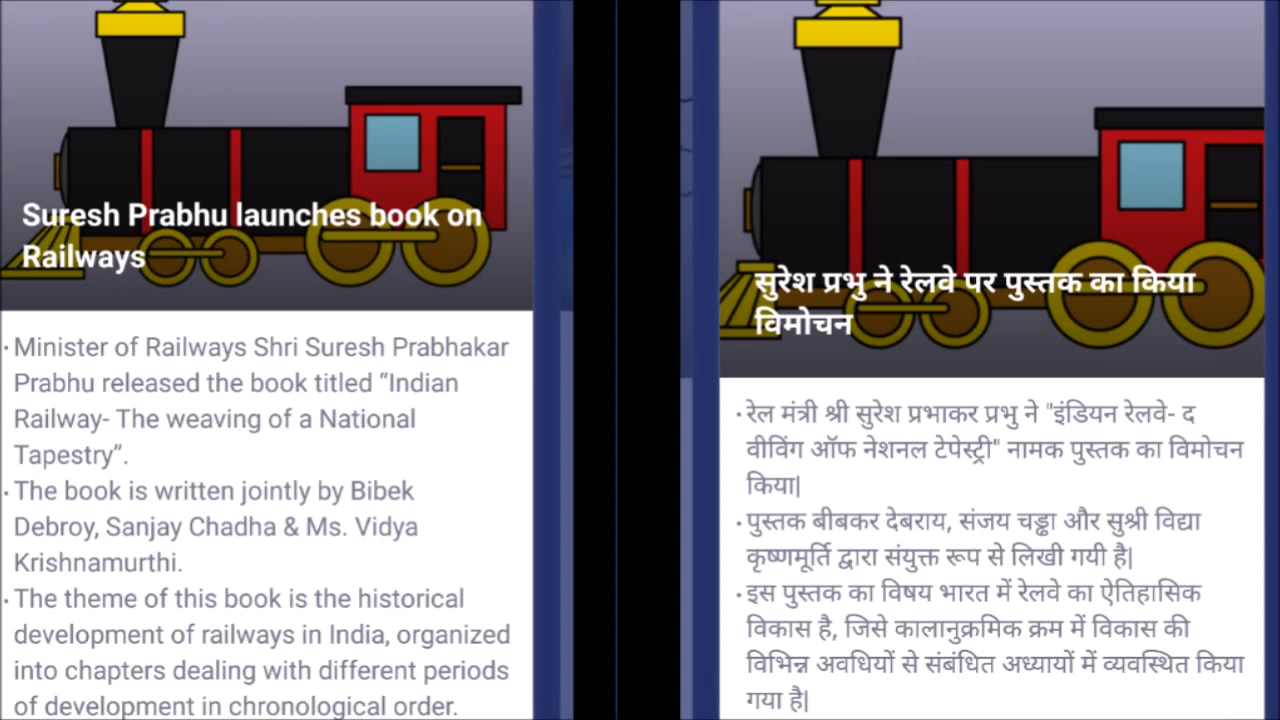 Suresh Prabhu launches book on
Railways
• Minister of Railways Shri Suresh Prabhakar
Prabhu released the book titled “Indian
Railway- The weaving of a National
Tapestry”.
• The book is written jointly by Bibek
Debroy, Sanjay Chadha & Ms. Vidya
Krishnamurthi.
• The theme of this book is the historical
development of railways in India, organized
into chapters dealing with different periods
of development in chronological order.
सुरेश प्रभु ने रेलवे पर पुस्तक का किया
विमोचन
• रेल मंत्री श्री सुरेश प्रभाकर प्रभु ने "इंडियन रेलवे- द
वीविंग ऑफ नेशनल टेपेस्ट्री" नामक पुस्तक का विमोचन
किया|
• पुस्तक बीबकर देबराय, संजय चड्ढा और सुश्री विद्या
कृष्णमूर्ति द्वारा संयुक्त रूप से लिखी गयी है|
• इस पुस्तक का विषय भारत में रेलवे का ऐतिहासिक
विकास है, जिसे कालानुक्रमिक क्रम में विकास की
विभिन्न अवधियों से संबंधित अध्यायों में व्यवस्थित किया
गया है|